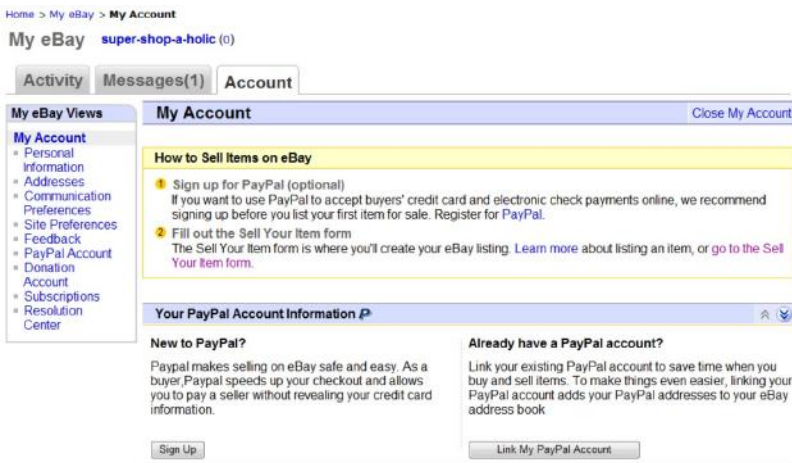 Home > My eBay > My Account
My eBay super-shop-a-holic (0)
Activity Messages(1) Account
My eBay Views
My Account
Personal
Information
Addresses
Communication
Preferences
Site Preferences
Feedback
PayPal Account
Donation
Account
Subscriptions
Resolution
Center
My Account Close My Account
How to Sell Items on eBay
1 Sign up for PayPal (optional)
If you want to use PayPal to accept buyers' credit card and electronic check payments online, we recommend
signing up before you list your first item for sale. Register for PayPal.
2 Fill out the Sell Your Item form
The Sell Your Item form is where you'll create your eBay listing. Learn more about listing an item, or go to the Sell
Your Item form.
Your PayPal Account Information P
New to PayPal?
Paypal makes selling on eBay safe and easy. As a
buyer,Paypal speeds up your checkout and allows
you to pay a seller without revealing your credit card
information.
Sign Up
Already have a PayPal account?
Link your existing PayPal account to save time when you
buy and sell items. To make things even easier, linking your
PayPal account adds your PayPal addresses to your eBay
address book
Link My PayPal Account